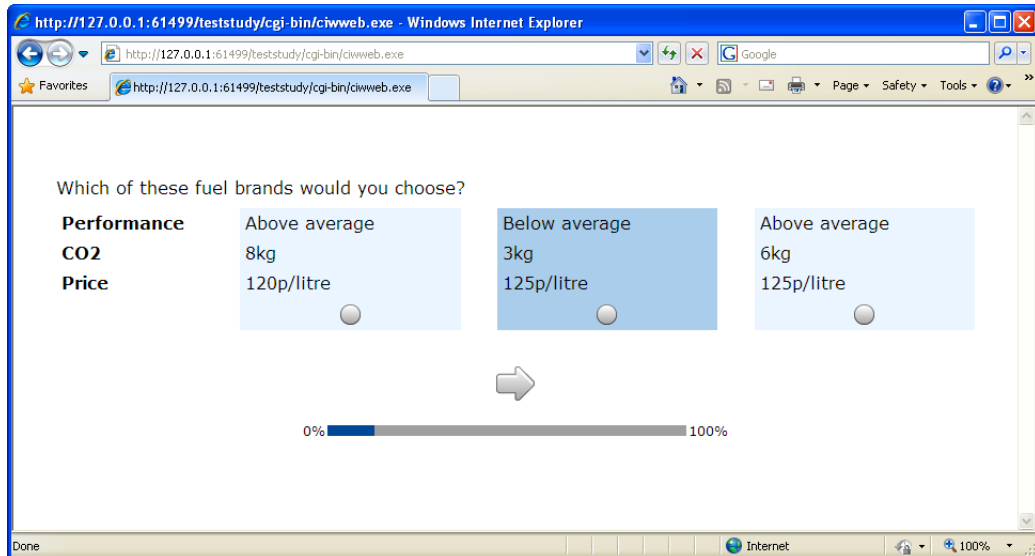 http://127.0.0.1:61499/teststudy/cgi-bin/ciwweb.exe - Windows Internet Explorer
http://127.0.0.1:61499/teststudy/cgi-bin/ciwweb.exe
Google
Favorites
http://127.0.0.1:61499/teststudy/cgi-bin/ciwweb.exe
Page
Safety
Tools
»
Which of these fuel brands would you choose?
Performance Above average Below average Above average
CO2 8kg 3kg 6kg
Price 120p/litre 125p/litre 125p/litre
0% 100%
Done Internet 100%